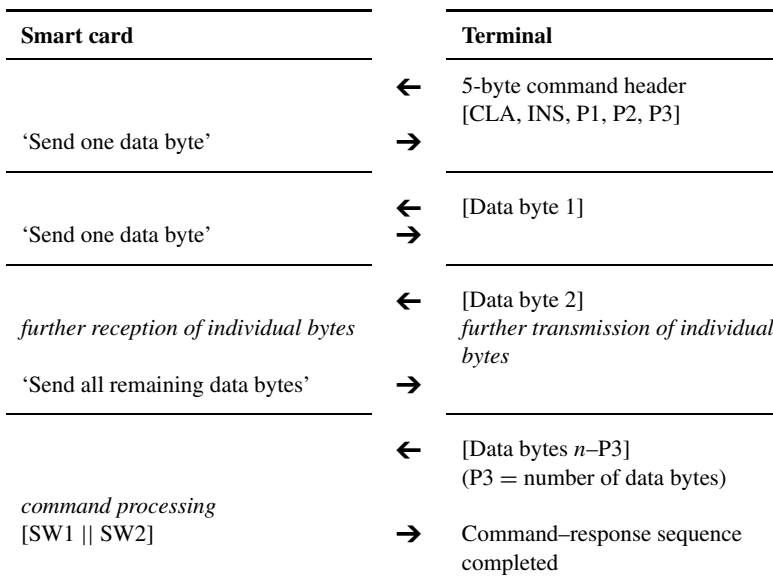 Smart card Terminal
← 5-byte command header
[CLA, INS, P1, P2, P3]
‘Send one data byte’ →
← [Data byte 1]
‘Send one data byte’ →
← [Data byte 2]
further reception of individual bytes further transmission of individual
bytes
‘Send all remaining data bytes’ →
← [Data bytes n–P3]
(P3 = number of data bytes)
command processing
[SW1 || SW2] → Command–response sequence
completed